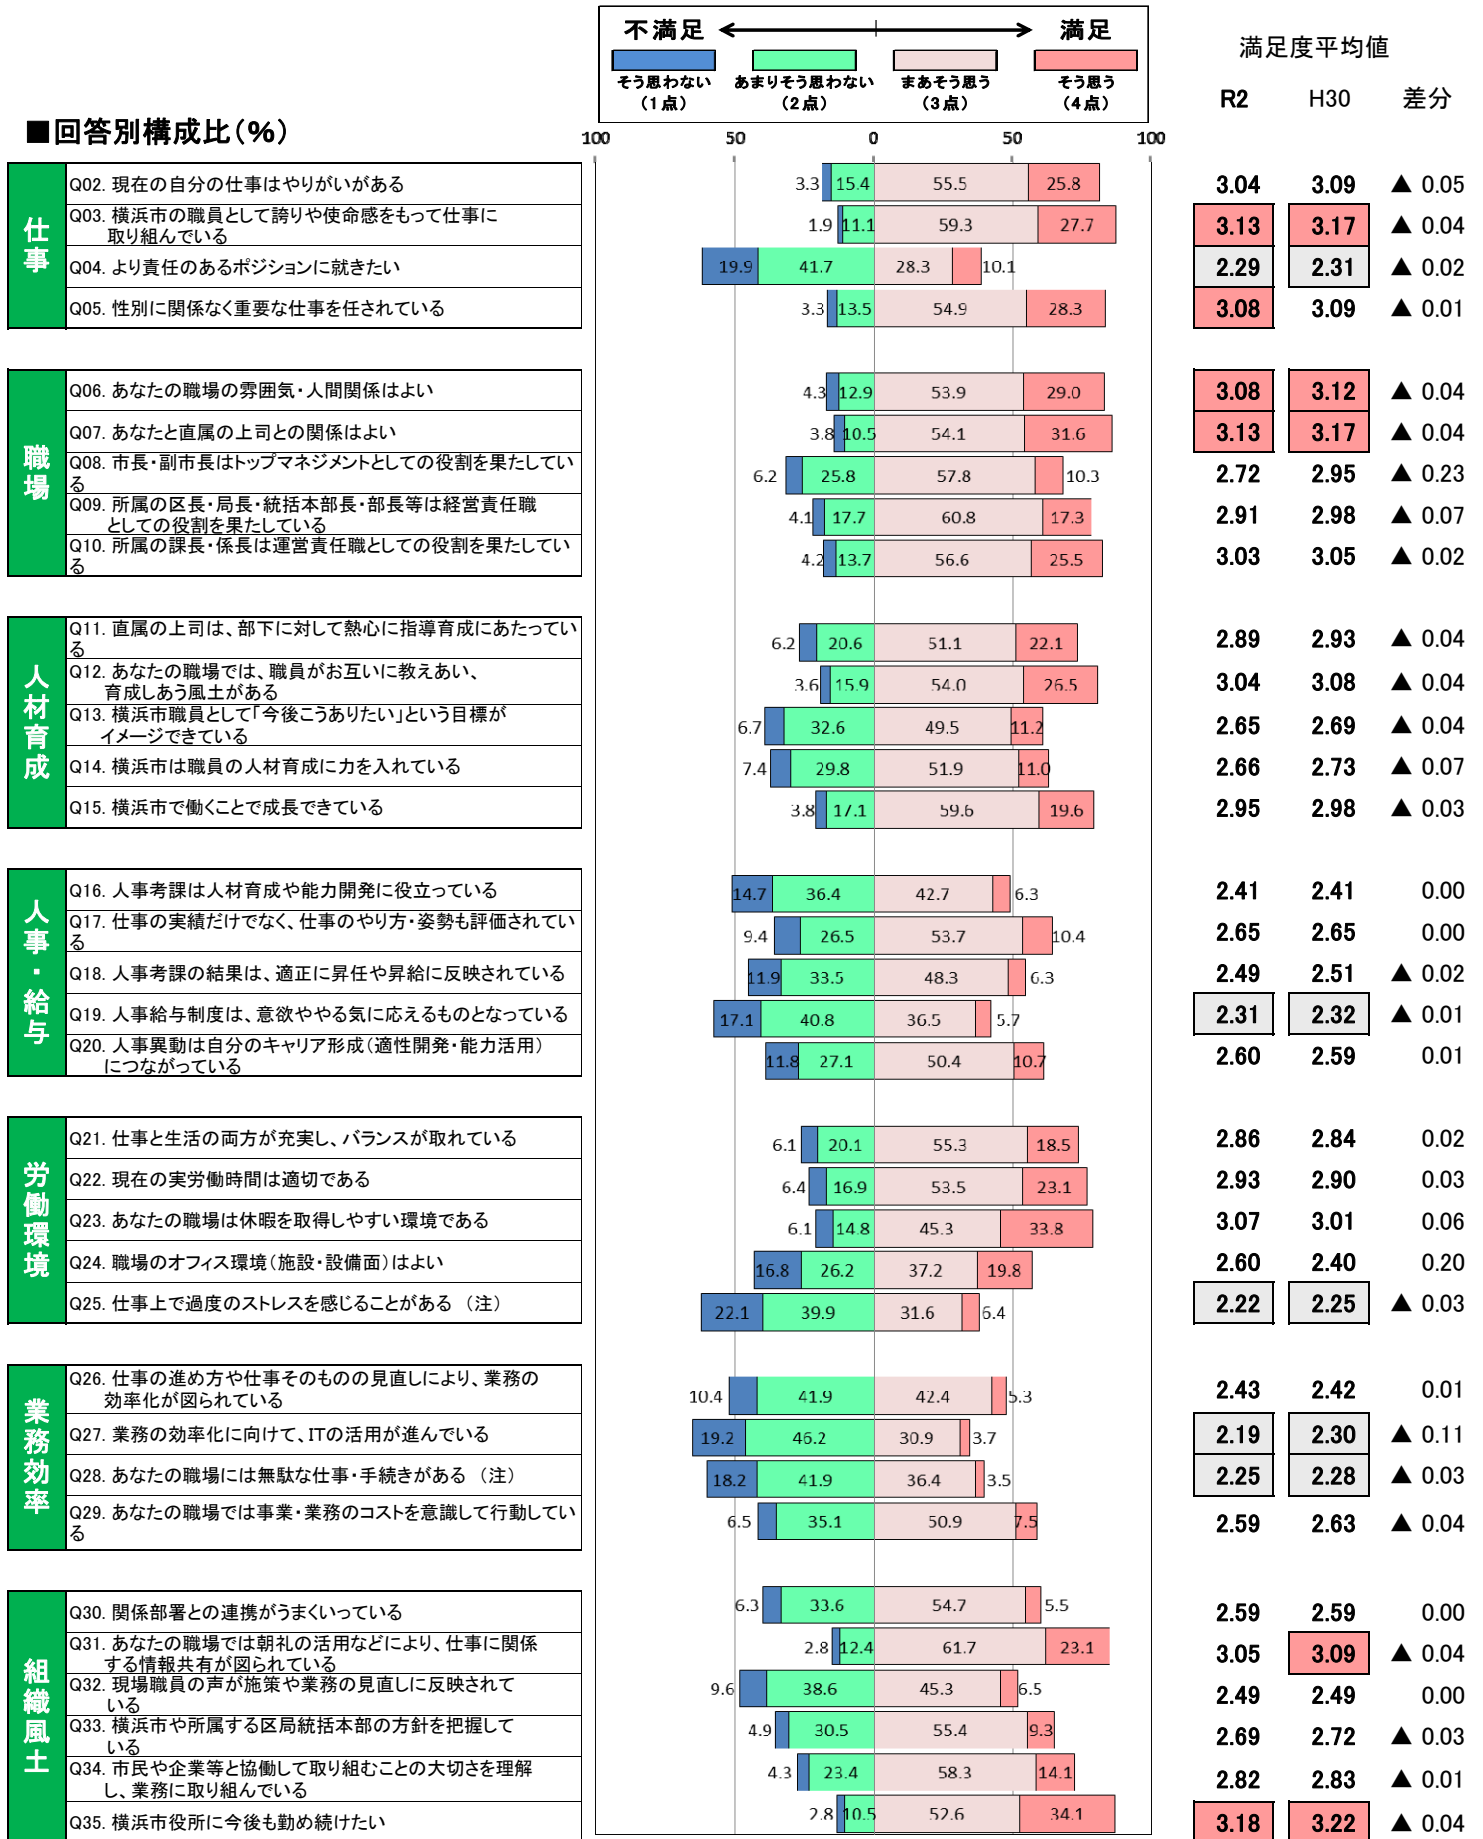 不満足 満足
そう思わない あまりそう思わない まあそう思う そう思う
(1点) (2点) (3点) (4点)
満足度平均値
R2 H30 差分
■回答別構成比(%)
100 50 0 50 100
仕事
Q02. 現在の自分の仕事はやりがいがある 3.3 15.4 55.5 25.8 3.04 3.09 ▲ 0.05
Q03. 横浜市の職員として誇りや使命感をもって仕事に
取り組んでいる 1.9 11.1 59.3 27.7 3.13 3.17 ▲ 0.04
Q04. より責任のあるポジションに就きたい 19.9 41.7 28.3 10.1 2.29 2.31 ▲ 0.02
Q05. 性別に関係なく重要な仕事を任されている 3.3 13.5 54.9 28.3 3.08 3.09 ▲ 0.01
職場
Q06. あなたの職場の雰囲気・人間関係はよい 4.3 12.9 53.9 29.0 3.08 3.12 ▲ 0.04
Q07. あなたと直属の上司との関係はよい 3.8 10.5 54.1 31.6 3.13 3.17 ▲ 0.04
Q08. 市長・副市長はトップマネジメントとしての役割を果たしてい
る 6.2 25.8 57.8 10.3 2.72 2.95 ▲ 0.23
Q09. 所属の区長・局長・統括本部長・部長等は経営責任職
としての役割を果たしている 4.1 17.7 60.8 17.3 2.91 2.98 ▲ 0.07
Q10. 所属の課長・係長は運営責任職としての役割を果たしてい
る 4.2 13.7 56.6 25.5 3.03 3.05 ▲ 0.02
人材育成
Q11. 直属の上司は、部下に対して熱心に指導育成にあたってい
る 6.2 20.6 51.1 22.1 2.89 2.93 ▲ 0.04
Q12. あなたの職場では、職員がお互いに教えあい、
育成しあう風土がある 3.6 15.9 54.0 26.5 3.04 3.08 ▲ 0.04
Q13. 横浜市職員として「今後こうありたい」という目標が
イメージできている 6.7 32.6 49.5 11.2 2.65 2.69 ▲ 0.04
Q14. 横浜市は職員の人材育成に力を入れている 7.4 29.8 51.9 11.0 2.66 2.73 ▲ 0.07
Q15. 横浜市で働くことで成長できている 3.8 17.1 59.6 19.6 2.95 2.98 ▲ 0.03
人事・給与
Q16. 人事考課は人材育成や能力開発に役立っている 14.7 36.4 42.7 6.3 2.41 2.41 0.00
Q17. 仕事の実績だけでなく、仕事のやり方・姿勢も評価されてい
る 9.4 26.5 53.7 10.4 2.65 2.65 0.00
Q18. 人事考課の結果は、適正に昇任や昇給に反映されている 11.9 33.5 48.3 6.3 2.49 2.51 ▲ 0.02
Q19. 人事給与制度は、意欲ややる気に応えるものとなっている 17.1 40.8 36.5 5.7 2.31 2.32 ▲ 0.01
Q20. 人事異動は自分のキャリア形成(適性開発・能力活用)
につながっている 11.8 27.1 50.4 10.7 2.60 2.59 0.01
労働環境
Q21. 仕事と生活の両方が充実し、バランスが取れている 6.1 20.1 55.3 18.5 2.86 2.84 0.02
Q22. 現在の実労働時間は適切である 6.4 16.9 53.5 23.1 2.93 2.90 0.03
Q23. あなたの職場は休暇を取得しやすい環境である 6.1 14.8 45.3 33.8 3.07 3.01 0.06
Q24. 職場のオフィス環境(施設・設備面)はよい 16.8 26.2 37.2 19.8 2.60 2.40 0.20
Q25. 仕事上で過度のストレスを感じることがある (注) 22.1 39.9 31.6 6.4 2.22 2.25 ▲ 0.03
業務効率
Q26. 仕事の進め方や仕事そのものの見直しにより、業務の
効率化が図られている 10.4 41.9 42.4 5.3 2.43 2.42 0.01
Q27. 業務の効率化に向けて、ITの活用が進んでいる 19.2 46.2 30.9 3.7 2.19 2.30 ▲ 0.11
Q28. あなたの職場には無駄な仕事・手続きがある (注) 18.2 41.9 36.4 3.5 2.25 2.28 ▲ 0.03
Q29. あなたの職場では事業・業務のコストを意識して行動してい
る 6.5 35.1 50.9 7.5 2.59 2.63 ▲ 0.04
組織風土
Q30. 関係部署との連携がうまくいっている 6.3 33.6 54.7 5.5 2.59 2.59 0.00
Q31. あなたの職場では朝礼の活用などにより、仕事に関係
する情報共有が図られている 2.8 12.4 61.7 23.1 3.05 3.09 ▲ 0.04
Q32. 現場職員の声が施策や業務の見直しに反映されて
いる 9.6 38.6 45.3 6.5 2.49 2.49 0.00
Q33. 横浜市や所属する区局統括本部の方針を把握して
いる 4.9 30.5 55.4 9.3 2.69 2.72 ▲ 0.03
Q34. 市民や企業等と協働して取り組むことの大切さを理解
し、業務に取り組んでいる 4.3 23.4 58.3 14.1 2.82 2.83 ▲ 0.01
Q35. 横浜市役所に今後も勤め続けたい 2.8 10.5 52.6 34.1 3.18 3.22 ▲ 0.04